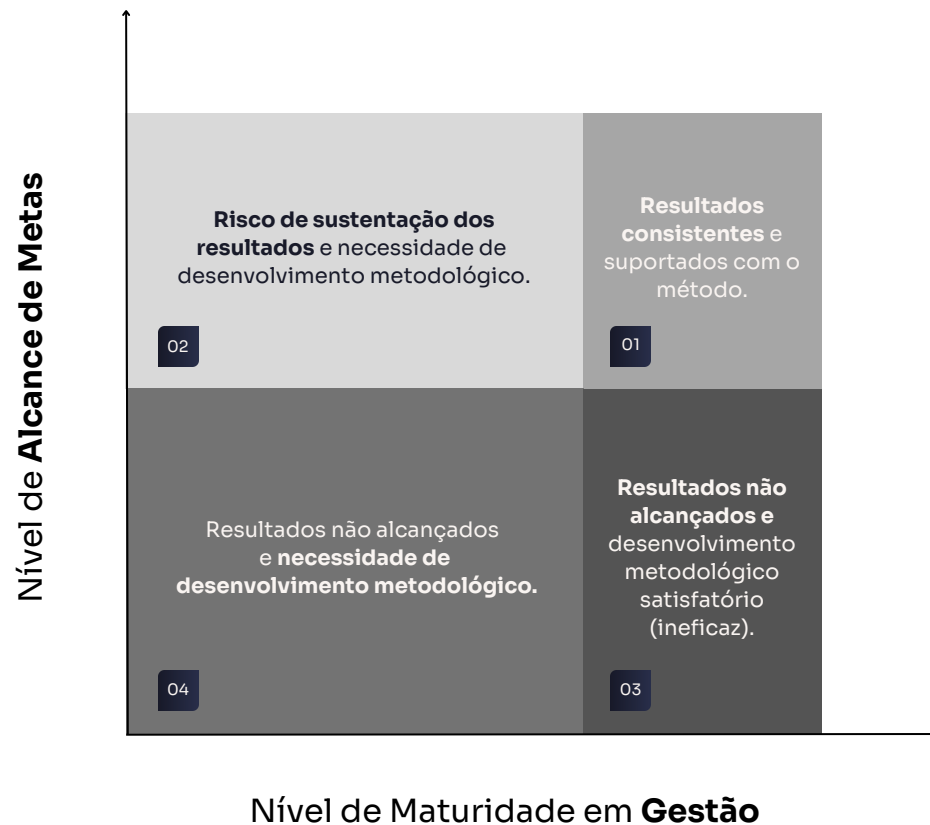 Nível de Alcance de Metas
Risco de sustentação dos
resultados e necessidade de
desenvolvimento metodológico.
02
Resultados
consistentes e
suportados com o
método.
01
Resultados não alcançados
e necessidade de
desenvolvimento metodológico.
04
Resultados não
alcançados e
desenvolvimento
metodológico
satisfatório
(ineficaz).
03
Nível de Maturidade em Gestão